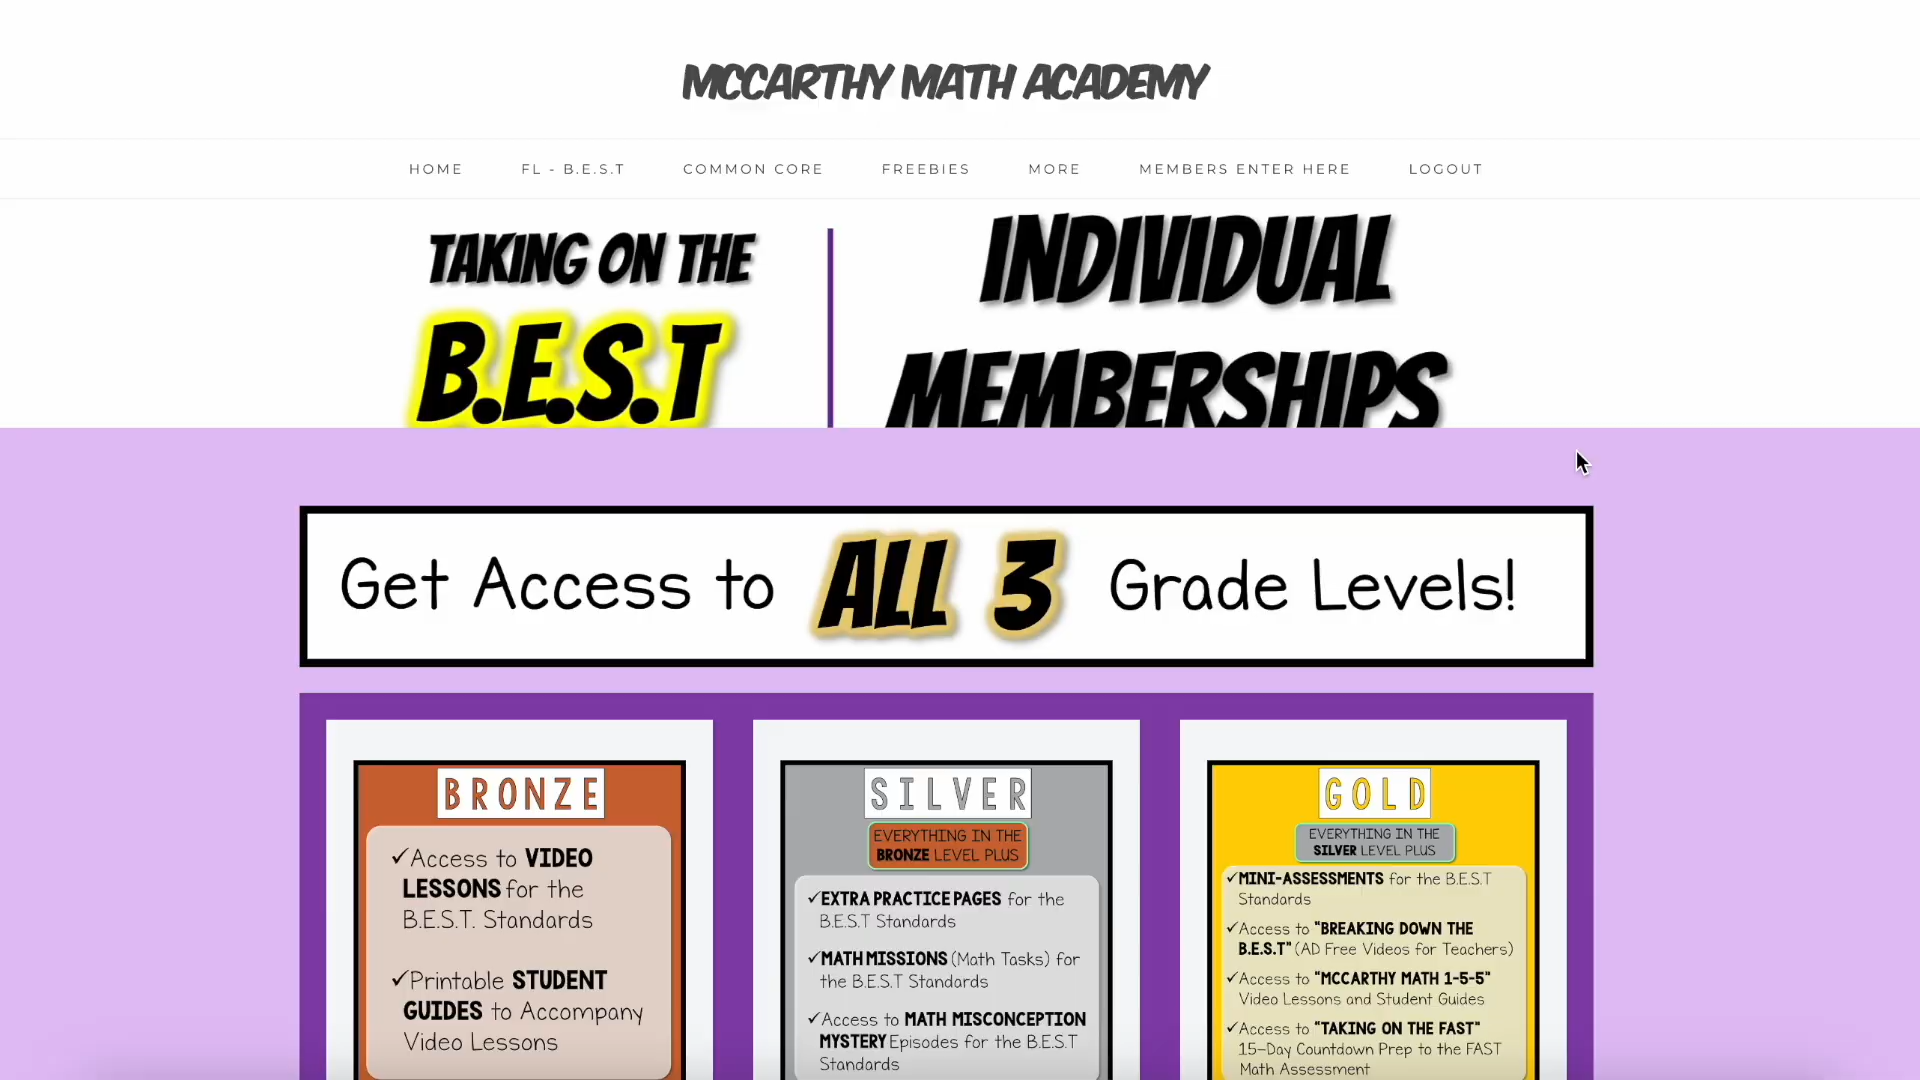 MCCARTHY MATH ACADEMY
HOME FL - B.E.S.T COMMON CORE FREEBIES MORE MEMBERS ENTER HERE LOGOUT
TAKING ON THE
B.E.S.T
INDIVIDUAL
MEMBERSHIPS
Get Access to ALL 3 Grade Levels!
BRONZE
✓Access to VIDEO
LESSONS for the
B.E.S.T. Standards
✓Printable STUDENT
GUIDES to Accompany
Video Lessons
SILVER
EVERYTHING IN THE
BRONZE LEVEL PLUS
✓EXTRA PRACTICE PAGES for the
B.E.S.T Standards
✓MATH MISSIONS (Math Tasks) for
the B.E.S.T Standards
✓Access to MATH MISCONCEPTION
MYSTERY Episodes for the B.E.S.T
Standards
GOLD
EVERYTHING IN THE
SILVER LEVEL PLUS
✓MINI-ASSESSMENTS for the B.E.S.T
Standards
✓Access to "BREAKING DOWN THE
B.E.S.T" (AD Free Videos for Teachers)
✓Access to "MCCARTHY MATH 1-5-5"
Video Lessons and Student Guides
✓Access to "TAKING ON THE FAST"
15-Day Countdown Prep to the FAST
Math Assessment